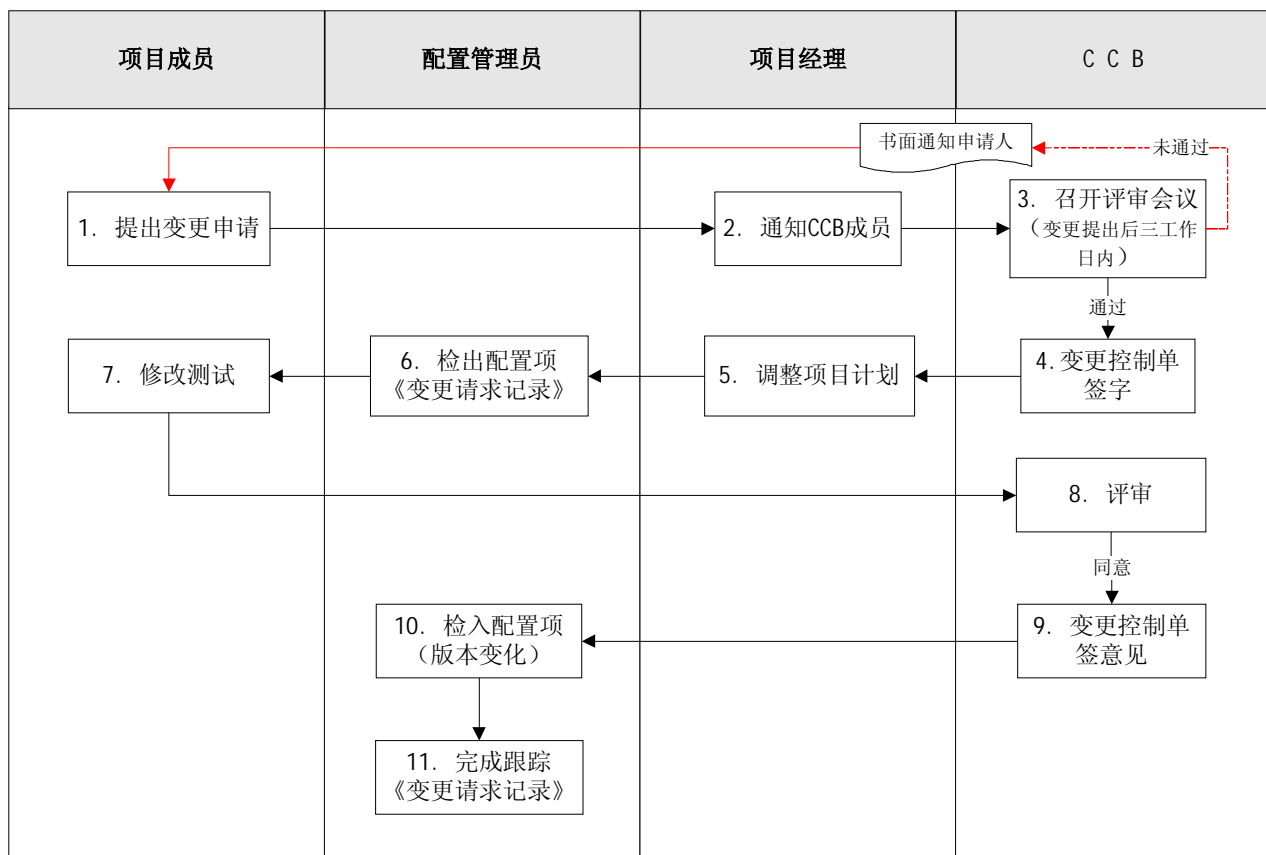 项目成员
配置管理员
项目经理
C C B
书面通知申请人
未通过
1. 提出变更申请
2. 通知CCB成员
3. 召开评审会议
（变更提出后三工作
日内）
通过
7. 修改测试
6. 检出配置项
《变更请求记录》
5. 调整项目计划
4.变更控制单
签字
8. 评审
同意
10. 检入配置项
（版本变化）
9. 变更控制单
签意见
11. 完成跟踪
《变更请求记录》